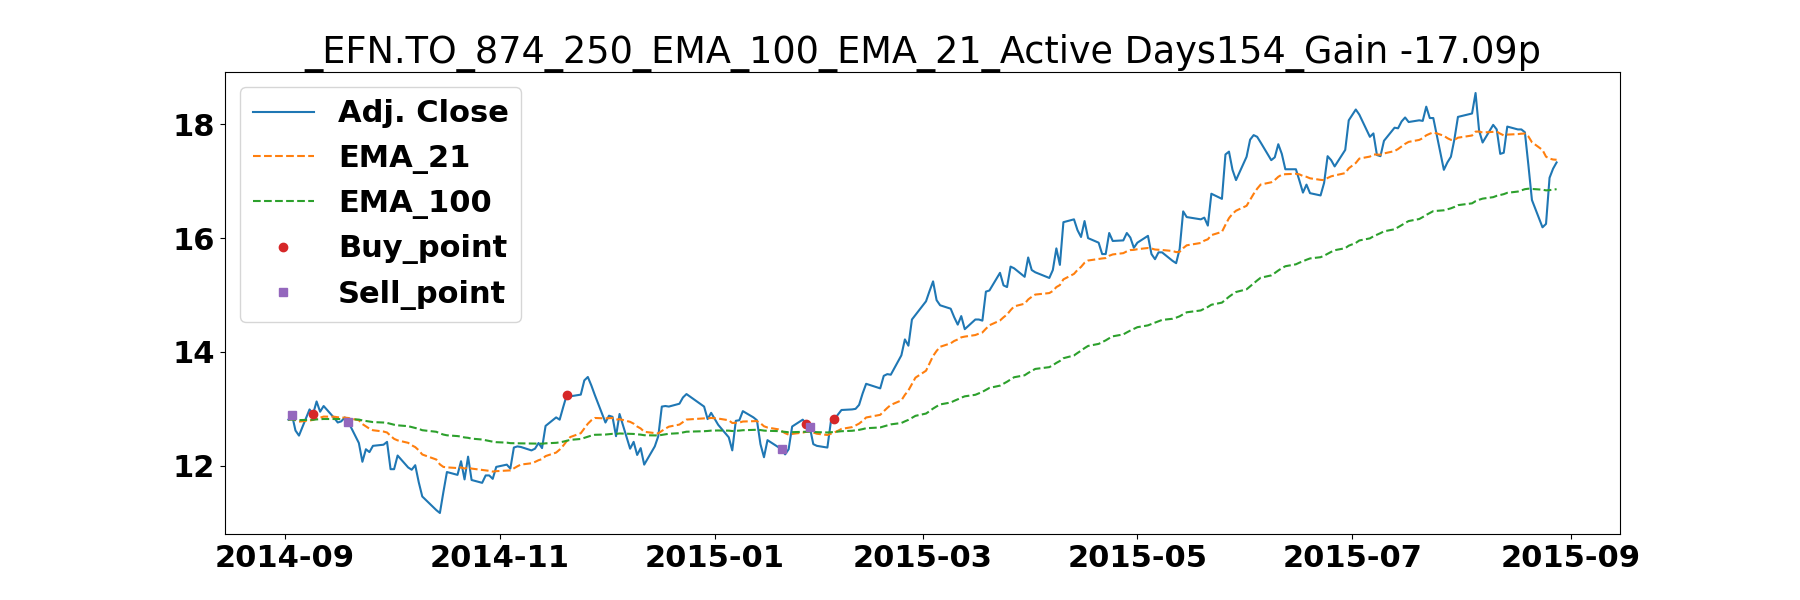 _EFN.TO_874_250_EMA_100_EMA_21_Active Days154_Gain -17.09p
Adj. Close
EMA_21
EMA_100
Buy_point
Sell_point
18
16
14
12
2014-09 2014-11 2015-01 2015-03 2015-05 2015-07 2015-09